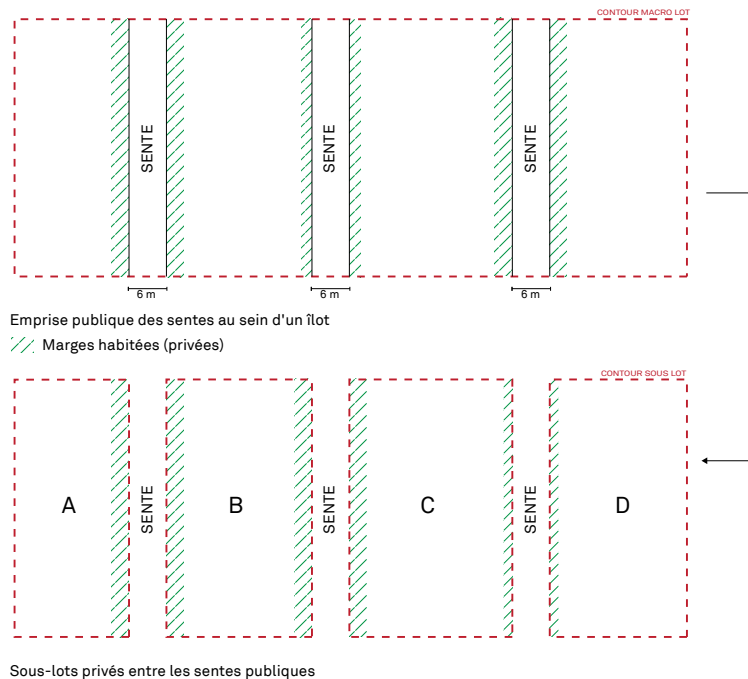 CONTOUR MACRO LOT
SENTE
SENTE
SENTE
6 m
6 m
6 m
Emprise publique des sentes au sein d'un îlot
Marges habitées (privées)
CONTOUR SOUS LOT
A
SENTE
B
SENTE
C
SENTE
D
Sous-lots privés entre les sentes publiques